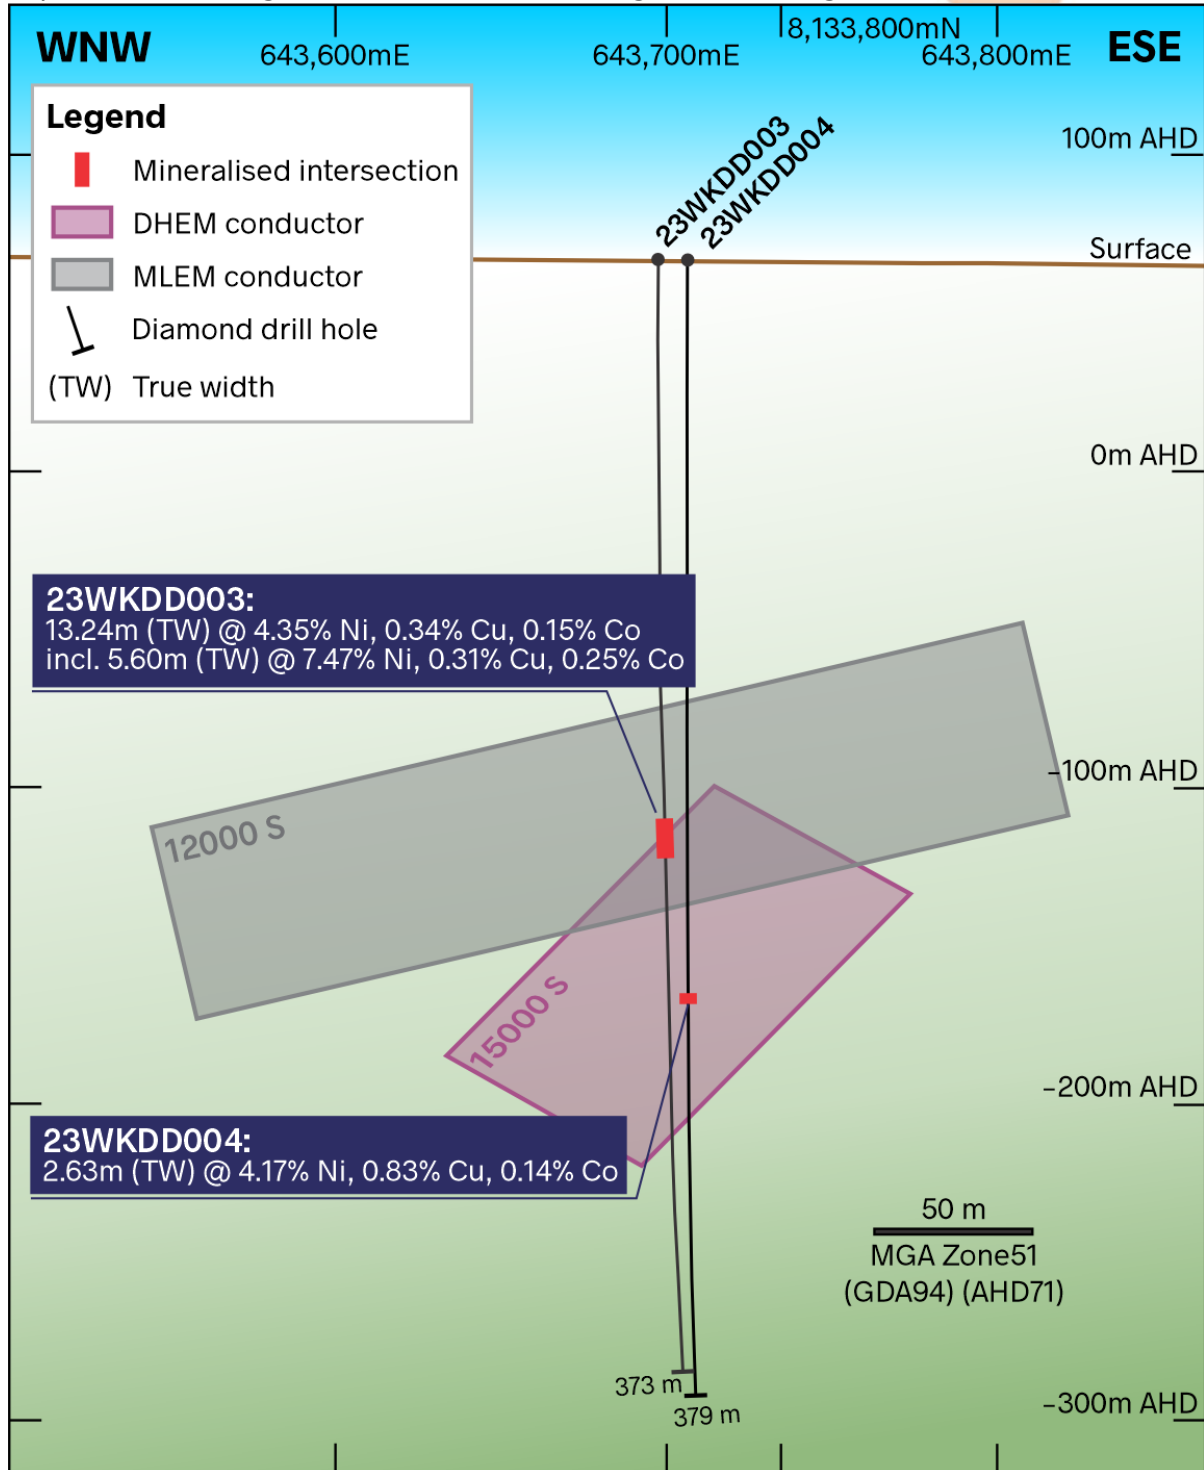 WNW
643,600mE
643,700mE
8,133,800mN
643,800mE
ESE
Legend
Mineralised intersection
DHEM conductor
MLEM conductor
Diamond drill hole
(TW) True width
23WKDD003
23WKDD004
100m AHD
Surface
0m AHD
23WKDD003:
13.24m (TW) @ 4.35% Ni, 0.34% Cu, 0.15% Co
incl. 5.60m (TW) @ 7.47% Ni, 0.31% Cu, 0.25% Co
-100m AHD
12000 S
15000 S
-200m AHD
23WKDD004:
2.63m (TW) @ 4.17% Ni, 0.83% Cu, 0.14% Co
50 m
MGA Zone51
(GDA94) (AHD71)
373 m
379 m
-300m AHD